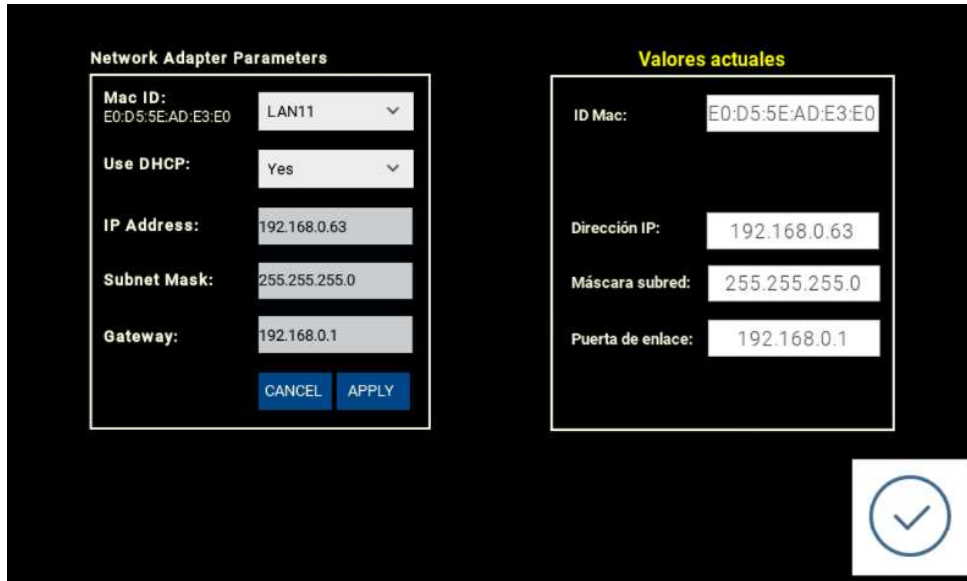 Network Adapter Parameters
Mac ID:
E0:D5:5E:AD:E3:E0
LAN11
Use DHCP:
Yes
IP Address:
192.168.0.63
Subnet Mask:
255.255.255.0
Gateway:
192.168.0.1
CANCEL
APPLY
Valores actuales
ID Mac:
E0:D5:5E:AD:E3:E0
Dirección IP:
192.168.0.63
Máscara subred:
255.255.255.0
Puerta de enlace:
192.168.0.1